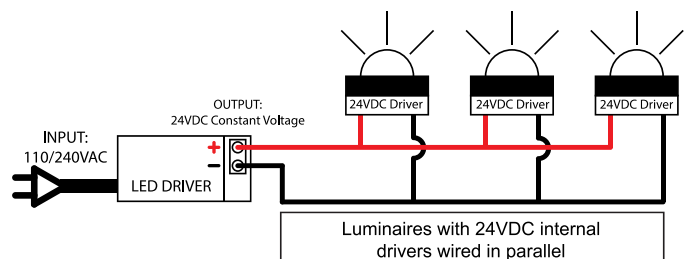 24VDC Driver
24VDC Driver
24VDC Driver
OUTPUT:
24VDC Constant Voltage
INPUT:
110/240VAC
+
−
LED DRIVER
Luminaires with 24VDC internal
drivers wired in parallel